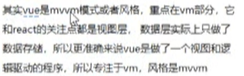 其实vue是mvvm模式或者风格，重点在vm部分，它
和react的关注点都是视图层， 数据层实际上只做了
数据存储，所以更准确来说vue是做了一个视图和逻
辑驱动的程序，所以专注于vm，风格是mvvm